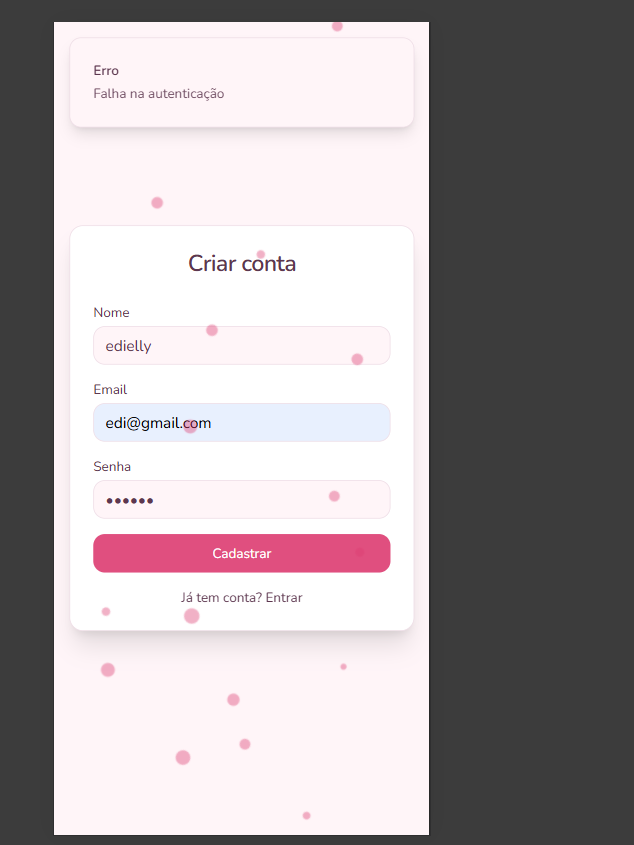 Erro
Falha na autenticação
Criar conta
Nome
edielly
Email
edi@gmail.com
Senha
••••••
Cadastrar
Já tem conta? Entrar